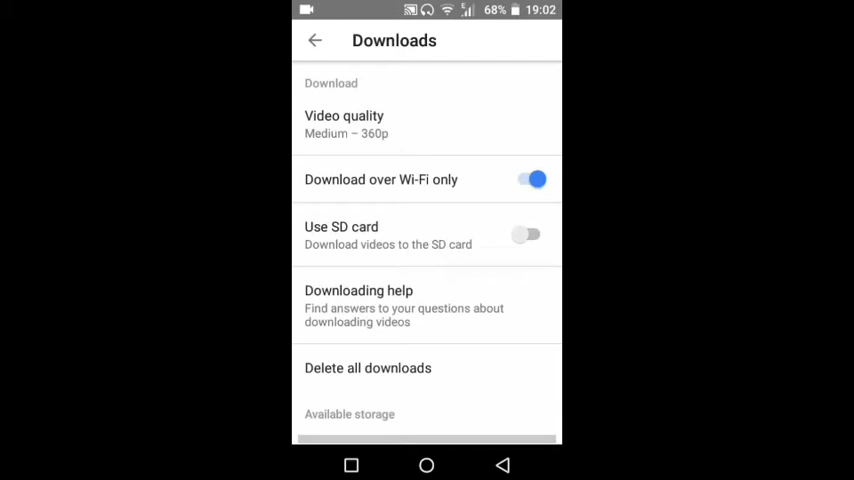 68% 19:02
Downloads
Download
Video quality
Medium – 360p
Download over Wi-Fi only
Use SD card
Download videos to the SD card
Downloading help
Find answers to your questions about
downloading videos
Delete all downloads
Available storage